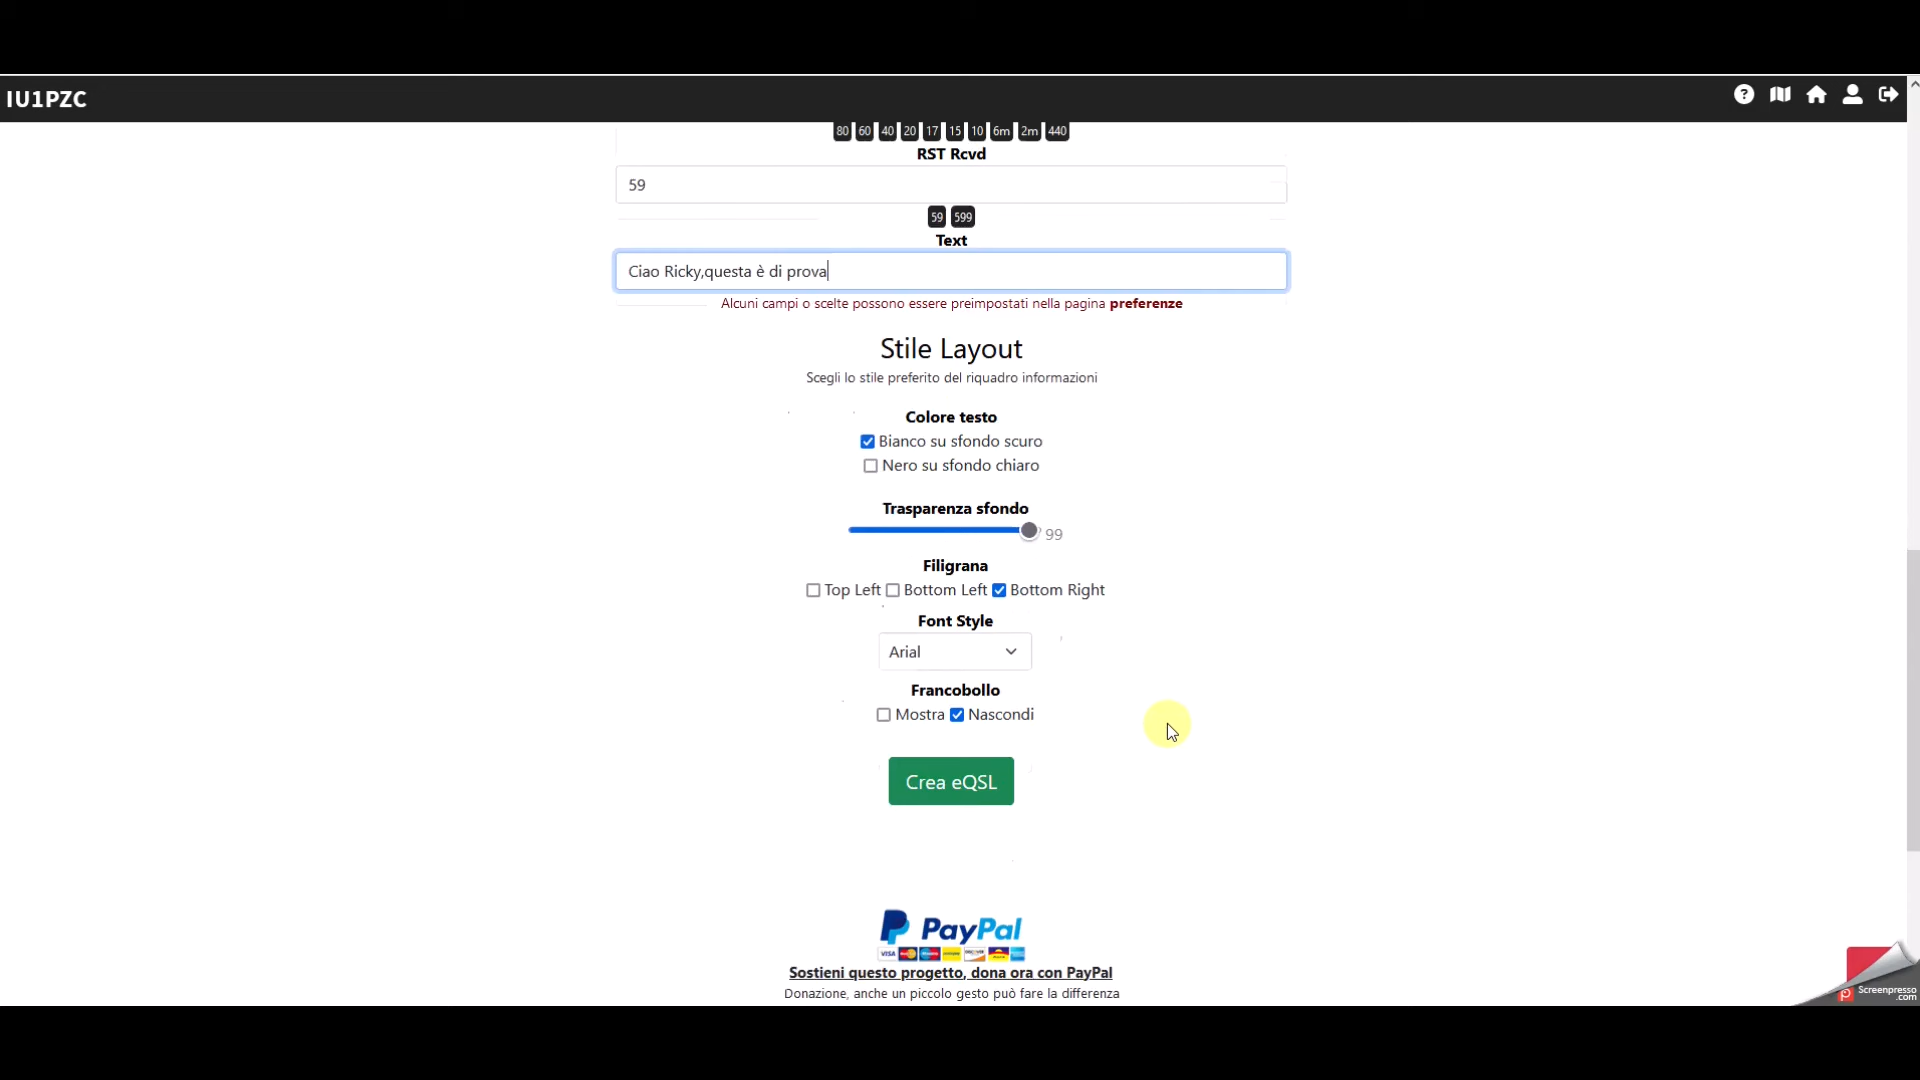 IU1PZC
80 60 40 20 17 15 10 6m 2m 440
RST Rcvd
59
59 599
Text
Ciao Ricky,questa è di prova
Alcuni campi o scelte possono essere preimpostati nella pagina preferenze
Stile Layout
Scegli lo stile preferito del riquadro informazioni
Colore testo
Bianco su sfondo scuro
Nero su sfondo chiaro
Trasparenza sfondo
99
Filigrana
Top Left Bottom Left Bottom Right
Font Style
Arial
Francobollo
Mostra Nascondi
Crea eQSL
PayPal
VISA
Sostieni questo progetto, dona ora con PayPal
Donazione, anche un piccolo gesto può fare la differenza
Screenpresso
.com